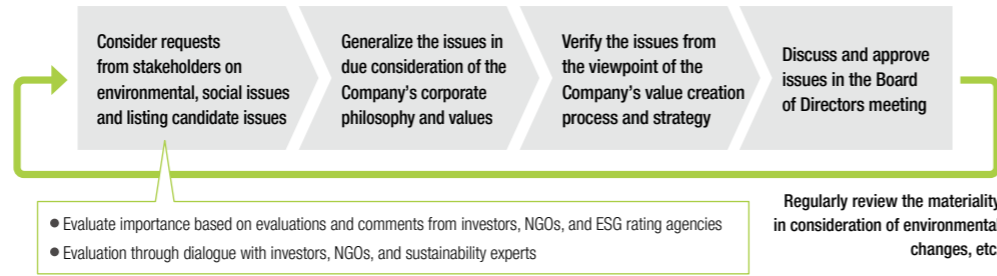 Consider requests
from stakeholders on
environmental, social issues
and listing candidate issues
Generalize the issues in
due consideration of the
Company's corporate
philosophy and values
Verify the issues from
the viewpoint of the
Company's value creation
process and strategy
Discuss and approve
issues in the Board
of Directors meeting
● Evaluate importance based on evaluations and comments from investors, NGOs, and ESG rating agencies
● Evaluation through dialogue with investors, NGOs, and sustainability experts
Regularly review the materiality
in consideration of environmental
changes, etc